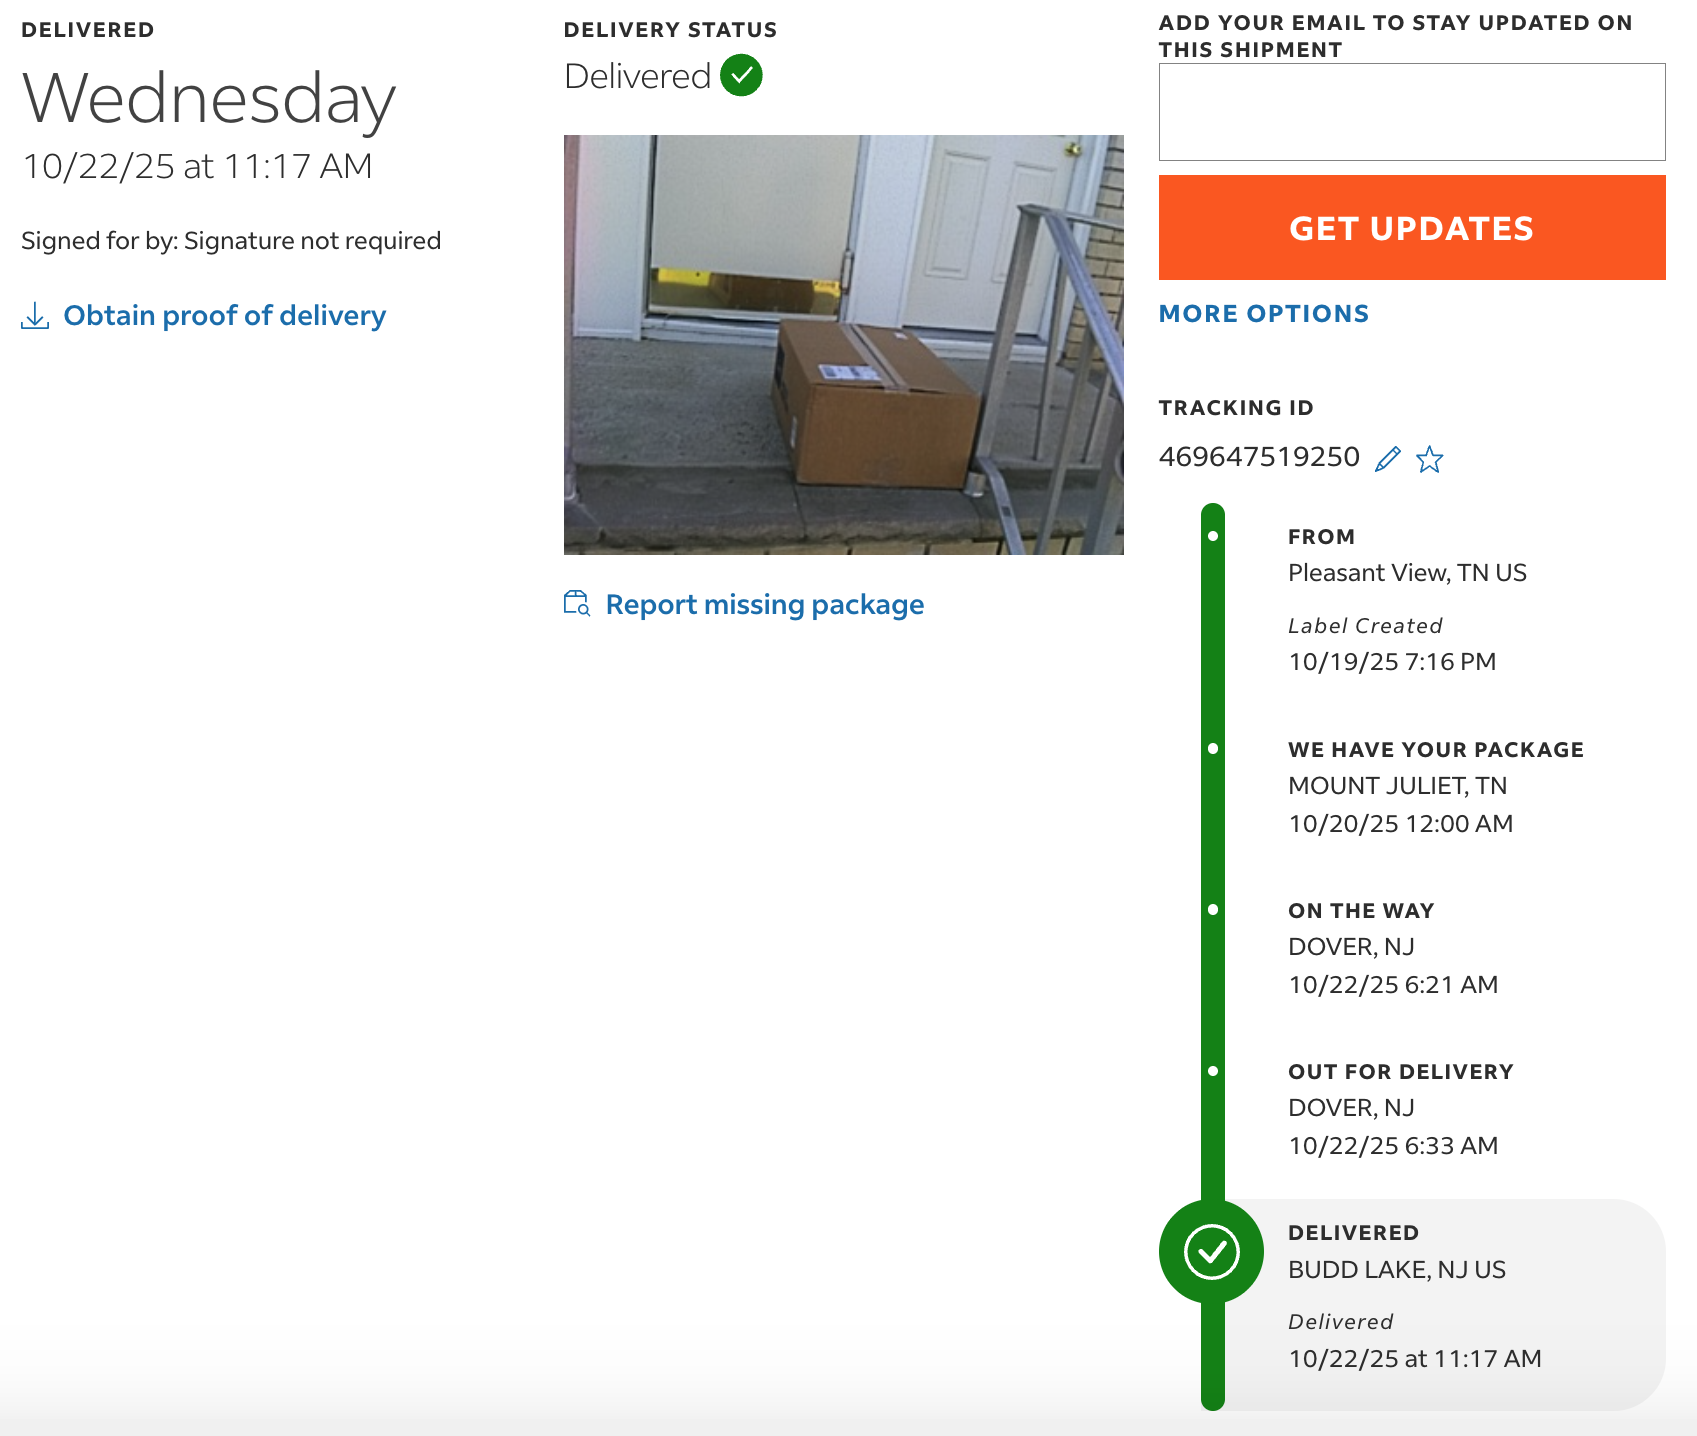 DELIVERED
Wednesday
10/22/25 at 11:17 AM
Signed for by: Signature not required
Obtain proof of delivery
DELIVERY STATUS
Delivered
Report missing package
ADD YOUR EMAIL TO STAY UPDATED ON
THIS SHIPMENT
GET UPDATES
MORE OPTIONS
TRACKING ID
469647519250
FROM
Pleasant View, TN US
Label Created
10/19/25 7:16 PM
WE HAVE YOUR PACKAGE
MOUNT JULIET, TN
10/20/25 12:00 AM
ON THE WAY
DOVER, NJ
10/22/25 6:21 AM
OUT FOR DELIVERY
DOVER, NJ
10/22/25 6:33 AM
DELIVERED
BUDD LAKE, NJ US
Delivered
10/22/25 at 11:17 AM